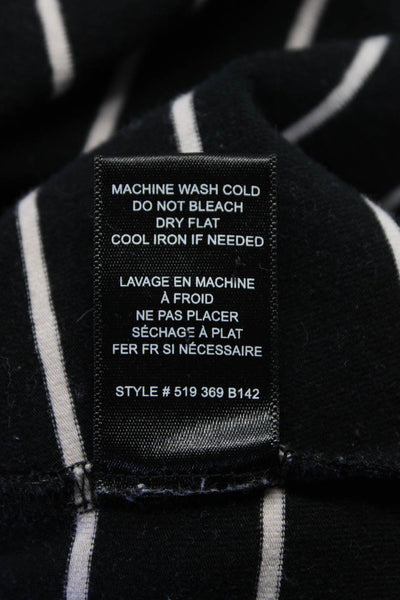 MACHINE WASH COLD
DO NOT BLEACH
DRY FLAT
COOL IRON IF NEEDED
LAVAGE EN MACHINE
À FROID
NE PAS PLACER
SÉCHAGE À PLAT
FER FR SI NÉCESSAIRE
STYLE # 519 369 B142